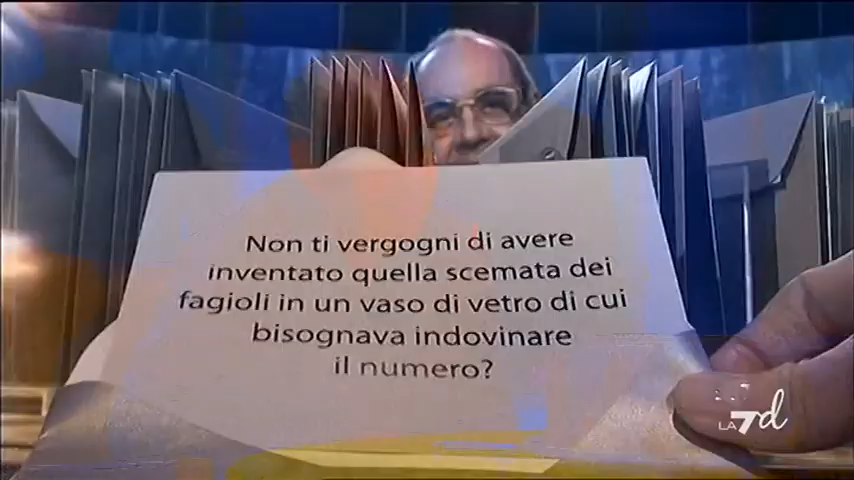 Non ti vergogni di avere
inventato quella scemata dei
fagioli in un vaso di vetro di cui
bisognava indovinare
il numero?
LA7d